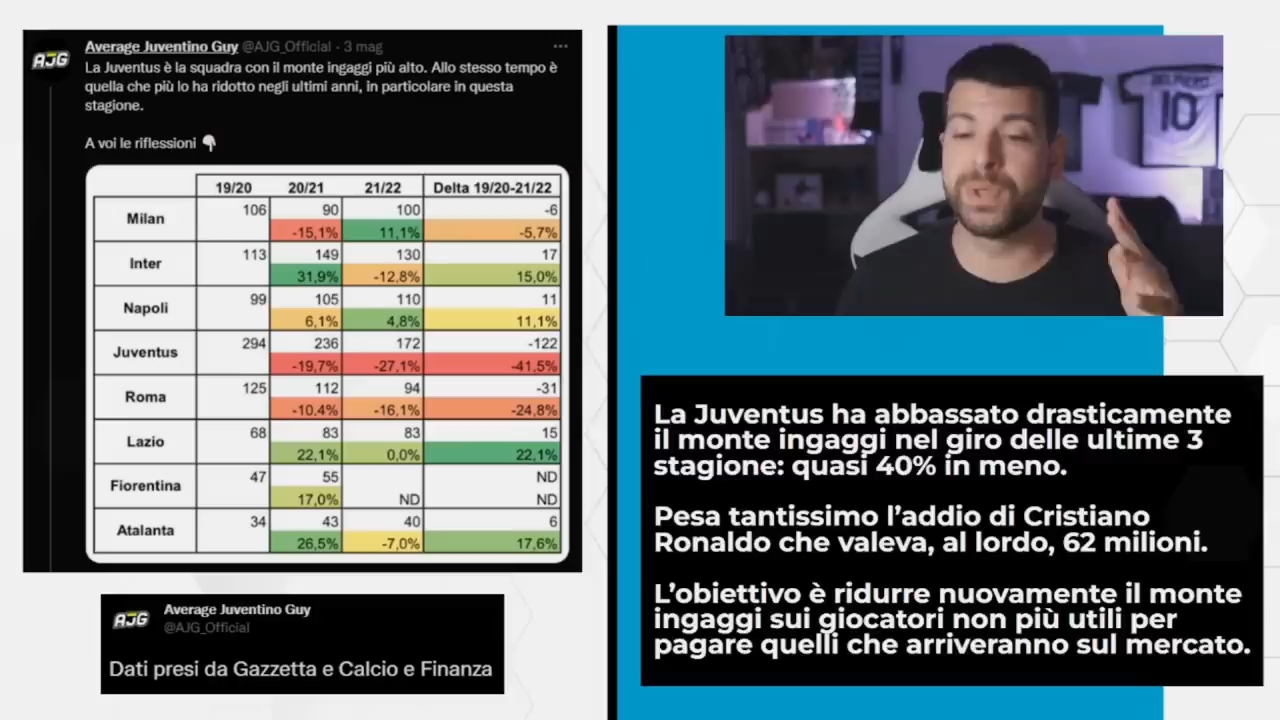 AJG
Average Juventino Guy @AJG_Official · 3 mag
La Juventus è la squadra con il monte ingaggi più alto. Allo stesso tempo è
quella che più lo ha ridotto negli ultimi anni, in particolare in questa
stagione.
A voi le riflessioni
19/20 20/21 21/22 Delta 19/20-21/22
Milan 106 90 100 -6
-15,1% 11,1% -5,7%
Inter 113 149 130 17
31,9% -12,8% 15,0%
Napoli 99 105 110 11
6,1% 4,8% 11,1%
Juventus 294 236 172 -122
-19,7% -27,1% -41,5%
Roma 125 112 94 -31
-10,4% -16,1% -24,8%
Lazio 68 83 83 15
22,1% 0,0% 22,1%
Fiorentina 47 55 ND
17,0% ND ND
Atalanta 34 43 40 6
26,5% -7,0% 17,6%
AJG
Average Juventino Guy
@AJG_Official
Dati presi da Gazzetta e Calcio e Finanza
10
La Juventus ha abbassato drasticamente
il monte ingaggi nel giro delle ultime 3
stagione: quasi 40% in meno.
Pesa tantissimo l'addio di Cristiano
Ronaldo che valeva, al lordo, 62 milioni.
L'obiettivo è ridurre nuovamente il monte
ingaggi sui giocatori non più utili per
pagare quelli che arriveranno sul mercato.